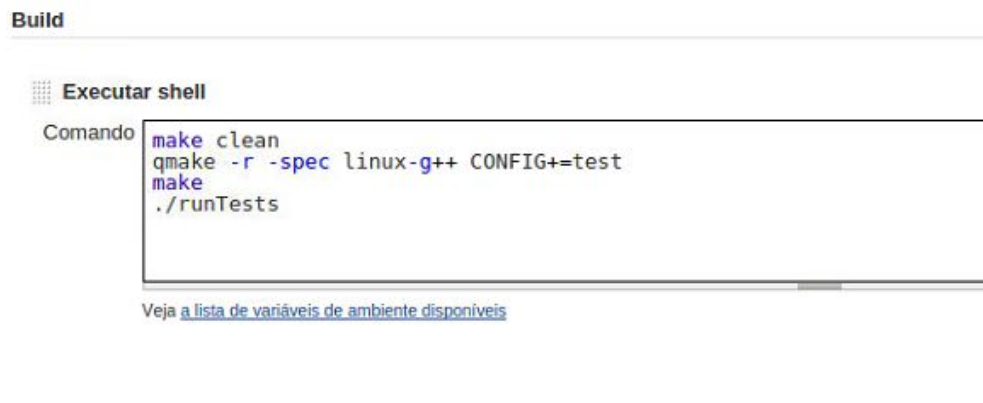 Build
Executar shell
Comando
make clean
qmake -r -spec linux-g++ CONFIG+=test
make
./runTests
Veja a lista de variáveis de ambiente disponíveis